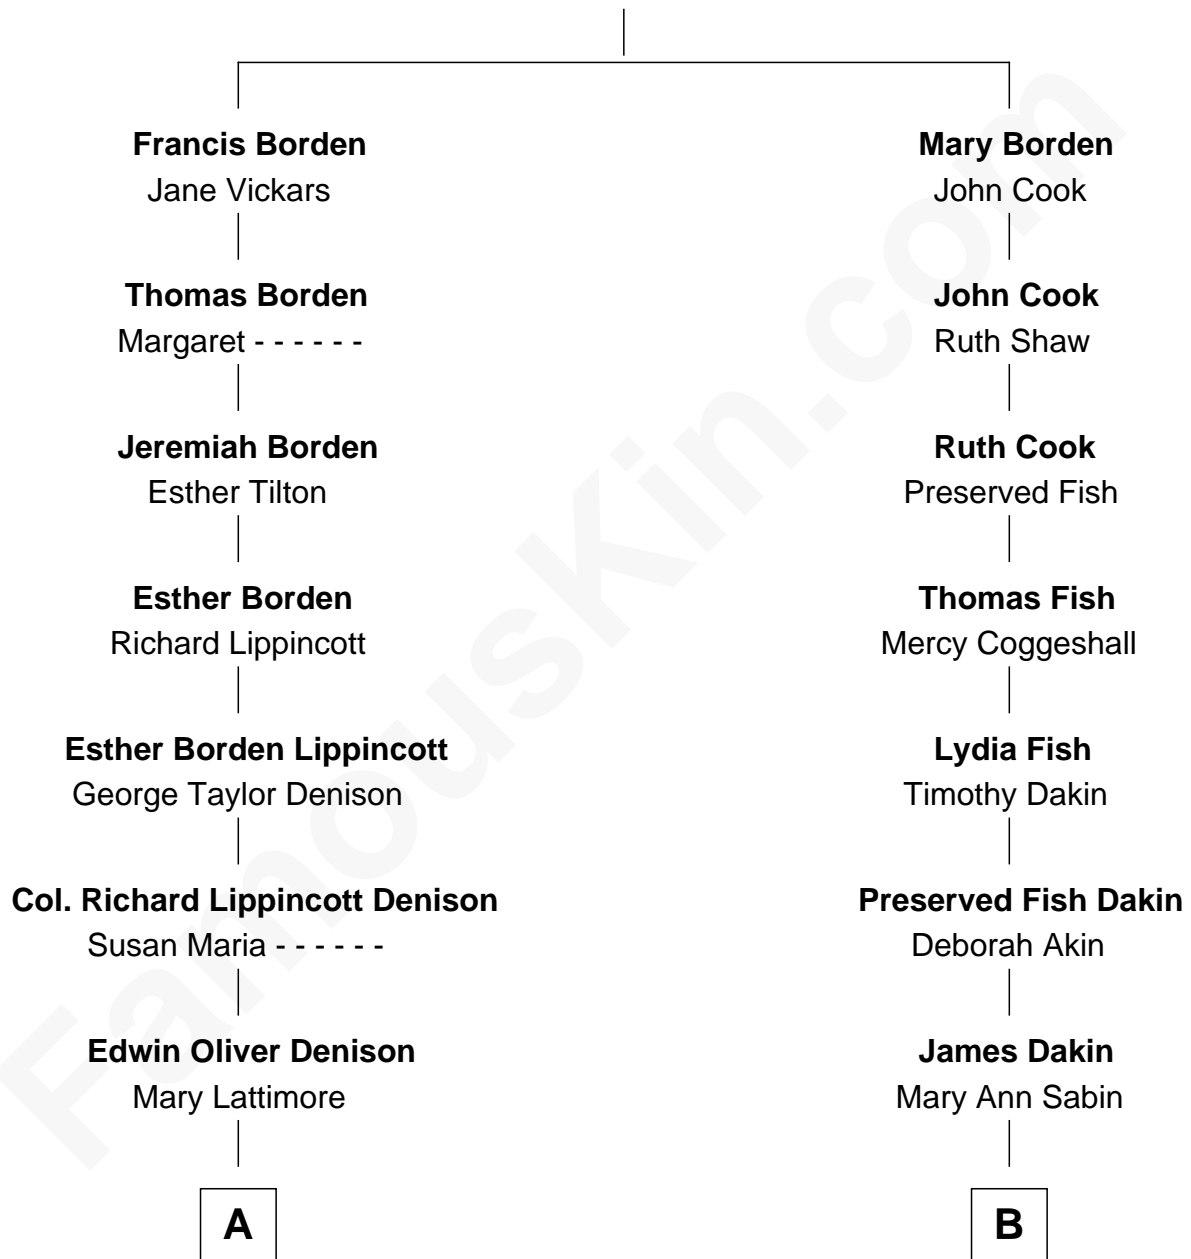 Francis Borden
Jane Vickars
Thomas Borden
Margaret - - - - - -
Jeremiah Borden
Esther Tilton
Esther Borden
Richard Lippincott
Esther Borden Lippincott
George Taylor Denison
Col. Richard Lippincott Denison
Susan Maria - - - - - -
Edwin Oliver Denison
Mary Lattimore
A
Mary Borden
John Cook
John Cook
Ruth Shaw
Ruth Cook
Preserved Fish
Thomas Fish
Mercy Coggeshall
Lydia Fish
Timothy Dakin
Preserved Fish Dakin
Deborah Akin
James Dakin
Mary Ann Sabin
B
FamousKin.com